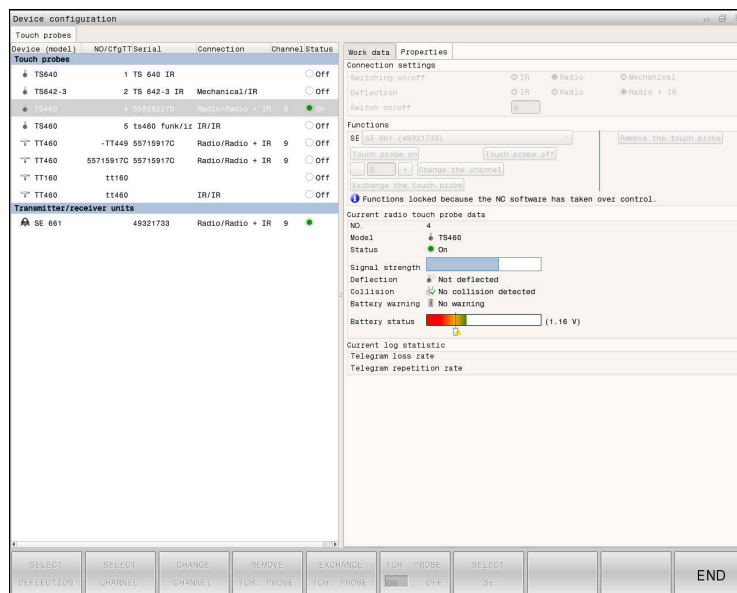 Device configuration
Touch probes
Device (model) NO/CfgTT Serial Connection Channel Status
Touch probes
TS640 1 TS 640 IR Off
TS642-3 2 TS 642-3 IR Mechanical/IR Off
TS460 4 55828227D Radio/Radio + IR 9 On
TS460 5 ts460 funk/ir IR/IR Off
TT460 -TT449 55715917C Radio/Radio + IR 9 Off
TT460 55715917C 55715917C Radio/Radio + IR 9 Off
TT160 tt160 Off
TT460 tt460 IR/IR Off
Transmitter/receiver units
SE 661 49321733 Radio/Radio + IR 9
Work data Properties
Connection settings
Switching on/off IR Radio Mechanical
Deflection IR Radio Radio + IR
Switch on/off
Functions
SE SE 661 (49321733) Remove the touch probe
Touch probe on Touch probe off
- 0 + Change the channel
Exchange the touch probe
Functions locked because the NC software has taken over control.
Current radio touch probe data
NO. 4
Model TS460
Status On
Signal strength
Deflection Not deflected
Collision No collision detected
Battery warning No warning
Battery status (1.16 V)
Current log statistic
Telegram loss rate
Telegram repetition rate
SELECT DEFLECTION
SELECT CHANNEL
CHANGE CHANNEL
REMOVE TCH. PROBE
EXCHANGE TCH. PROBE
TCH. PROBE ON OFF
SELECT SE
END